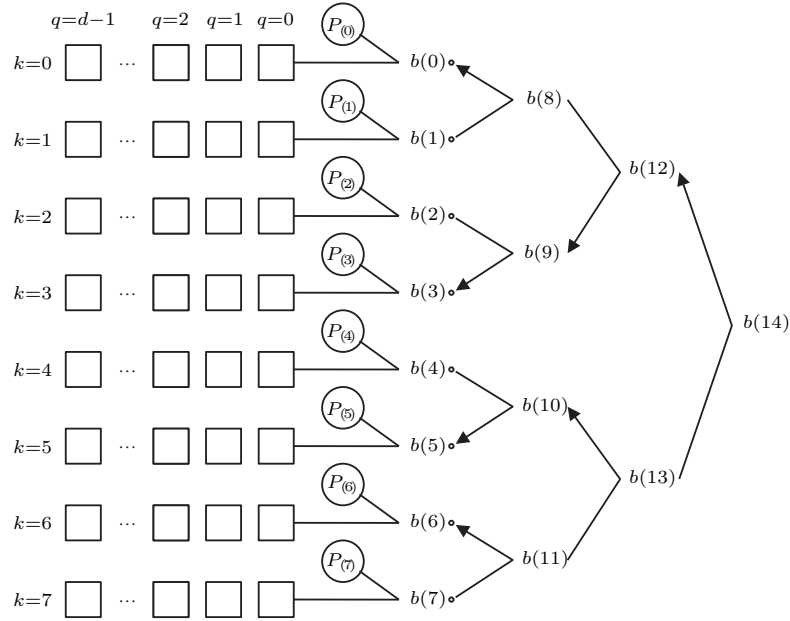 q=d−1 ... q=2 q=1 q=0
P(0)
k=0 ... b(0)
b(8)
P(1)
k=1 ... b(1)
b(12)
P(2)
k=2 ... b(2)
b(9)
P(3)
k=3 ... b(3)
b(14)
P(4)
k=4 ... b(4)
b(10)
P(5)
k=5 ... b(5)
b(13)
P(6)
k=6 ... b(6)
b(11)
P(7)
k=7 ... b(7)